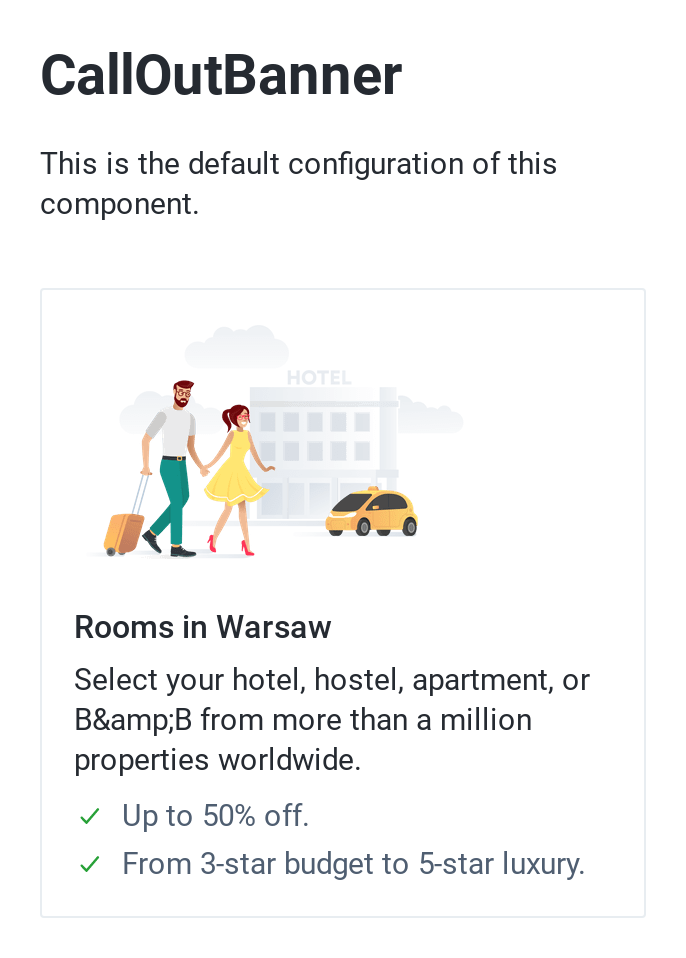 CallOutBanner
This is the default configuration of this
component.
HOTEL
Rooms in Warsaw
Select your hotel, hostel, apartment, or
B&amp;B from more than a million
properties worldwide.
Up to 50% off.
From 3-star budget to 5-star luxury.